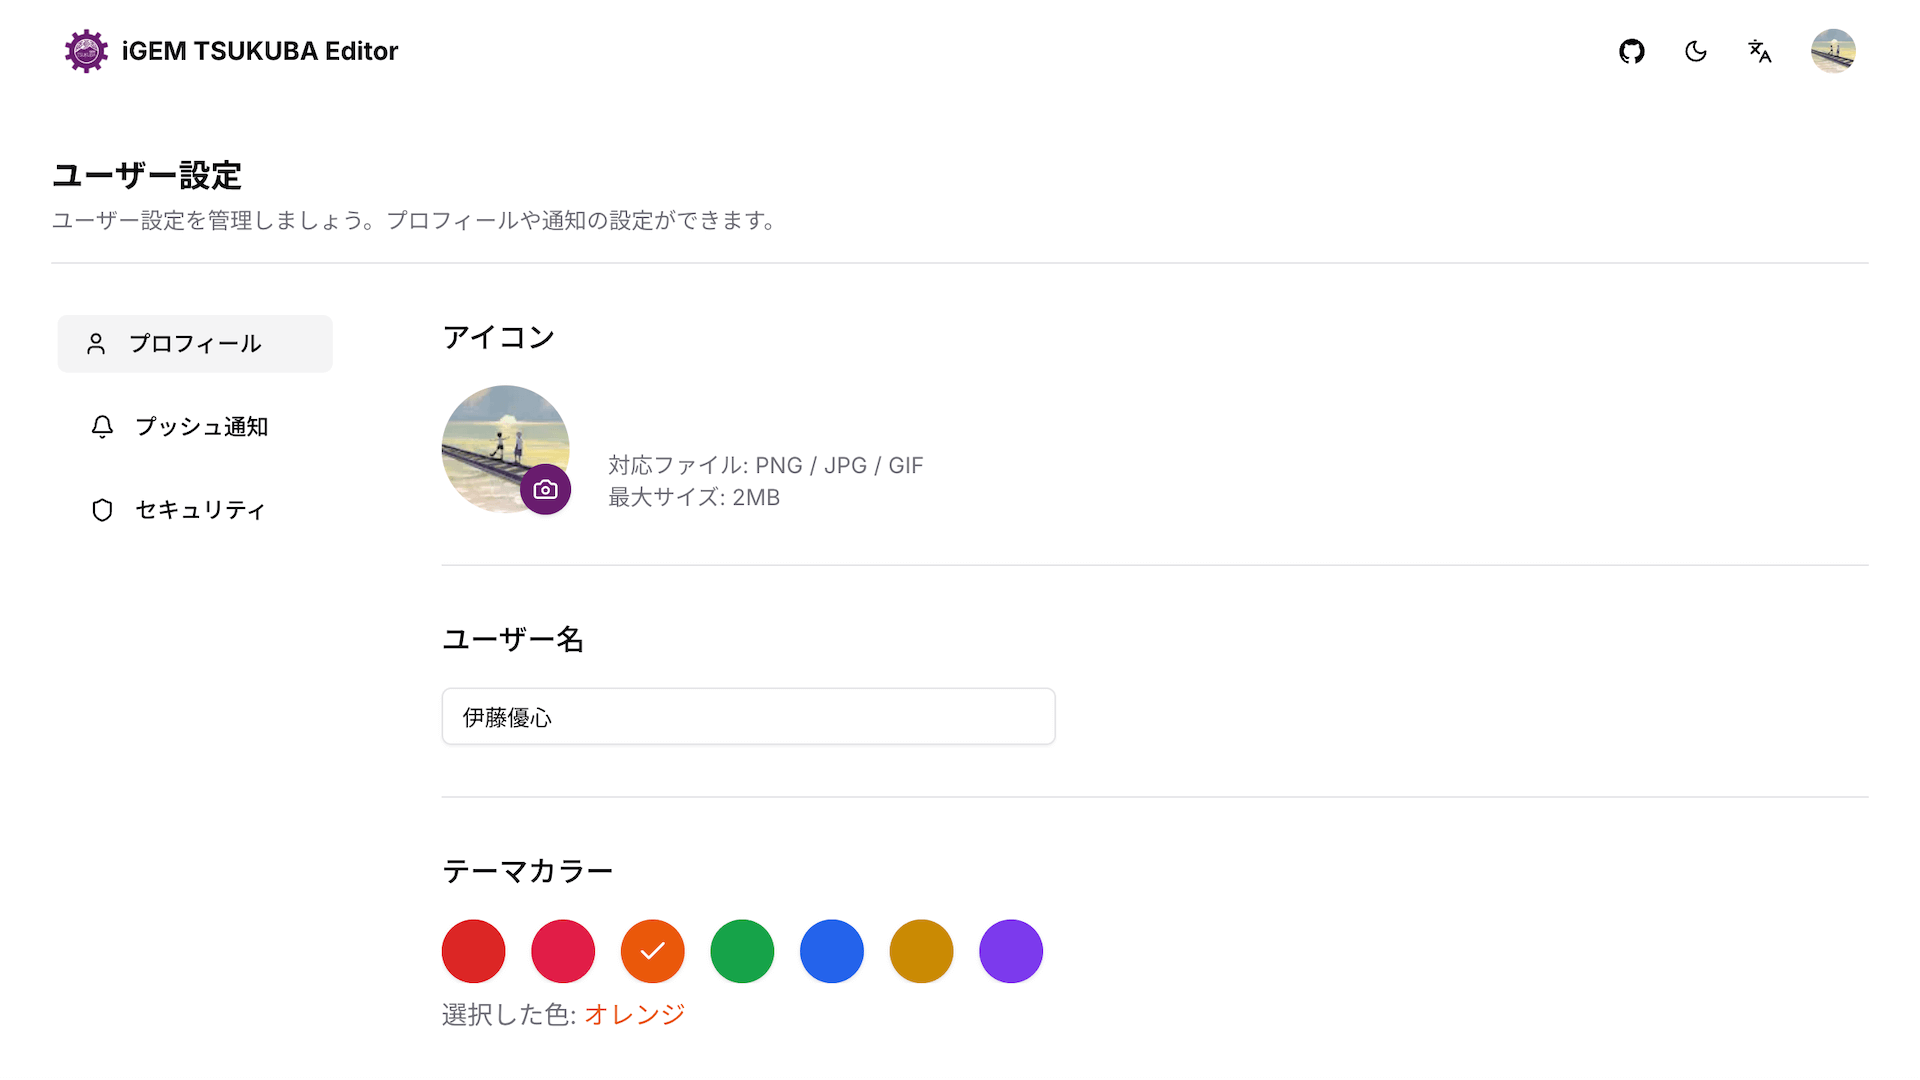 iGEM TSUKUBA Editor
ユーザー設定
ユーザー設定を管理しましょう。プロフィールや通知の設定ができます。
プロフィール
プッシュ通知
セキュリティ
アイコン
対応ファイル: PNG / JPG / GIF
最大サイズ: 2MB
ユーザー名
伊藤優心
テーマカラー
選択した色: オレンジ